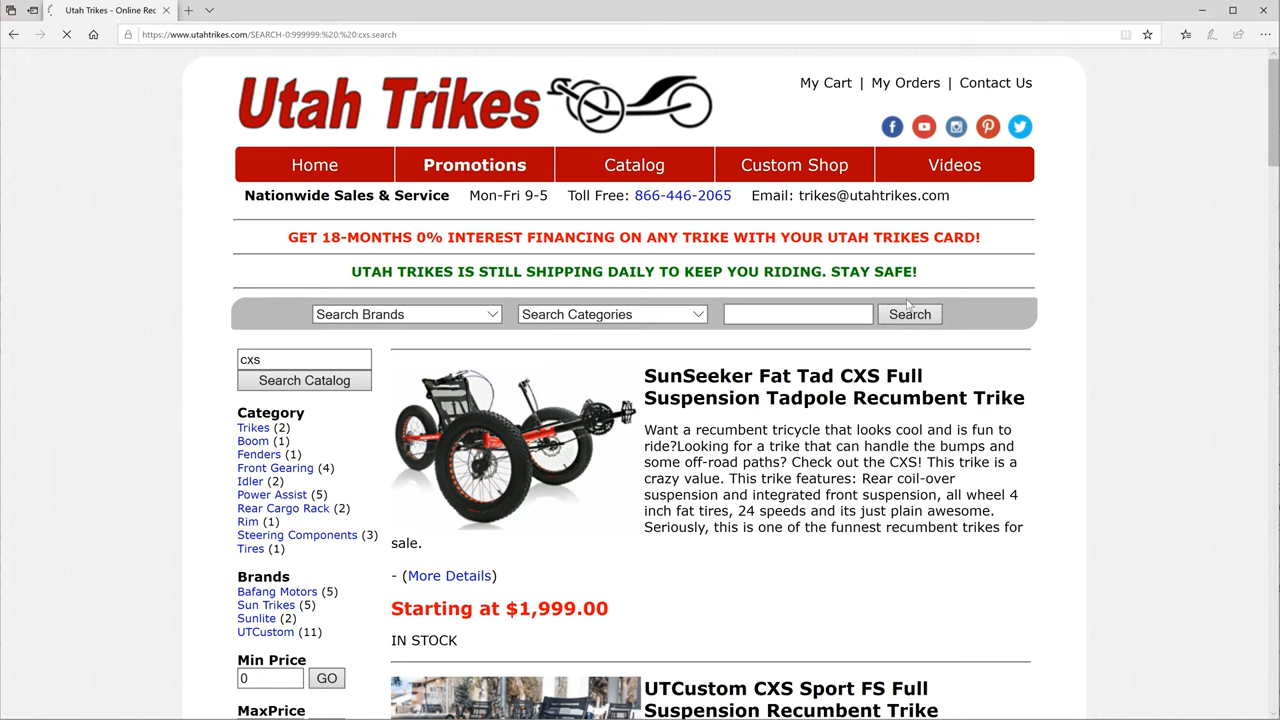 Utah Trikes - Online Rec
https://www.utahtrikes.com/SEARCH-0:999999:%20:%20:cxs.search
Utah Trikes
My Cart | My Orders | Contact Us
Home Promotions Catalog Custom Shop Videos
Nationwide Sales & Service Mon-Fri 9-5 Toll Free: 866-446-2065 Email: trikes@utahtrikes.com
GET 18-MONTHS 0% INTEREST FINANCING ON ANY TRIKE WITH YOUR UTAH TRIKES CARD!
UTAH TRIKES IS STILL SHIPPING DAILY TO KEEP YOU RIDING. STAY SAFE!
Search Brands Search Categories Search
cxs
Search Catalog
Category
Trikes (2)
Boom (1)
Fenders (1)
Front Gearing (4)
Idler (2)
Power Assist (5)
Rear Cargo Rack (2)
Rim (1)
Steering Components (3)
Tires (1)
Brands
Bafang Motors (5)
Sun Trikes (5)
Sunlite (2)
UTCustom (11)
Min Price
0 GO
MaxPrice
SunSeeker Fat Tad CXS Full
Suspension Tadpole Recumbent Trike
Want a recumbent tricycle that looks cool and is fun to
ride?Looking for a trike that can handle the bumps and
some off-road paths? Check out the CXS! This trike is a
crazy value. This trike features: Rear coil-over
suspension and integrated front suspension, all wheel 4
inch fat tires, 24 speeds and its just plain awesome.
Seriously, this is one of the funnest recumbent trikes for
sale.
- (More Details)
Starting at $1,999.00
IN STOCK
UTCustom CXS Sport FS Full
Suspension Recumbent Trike